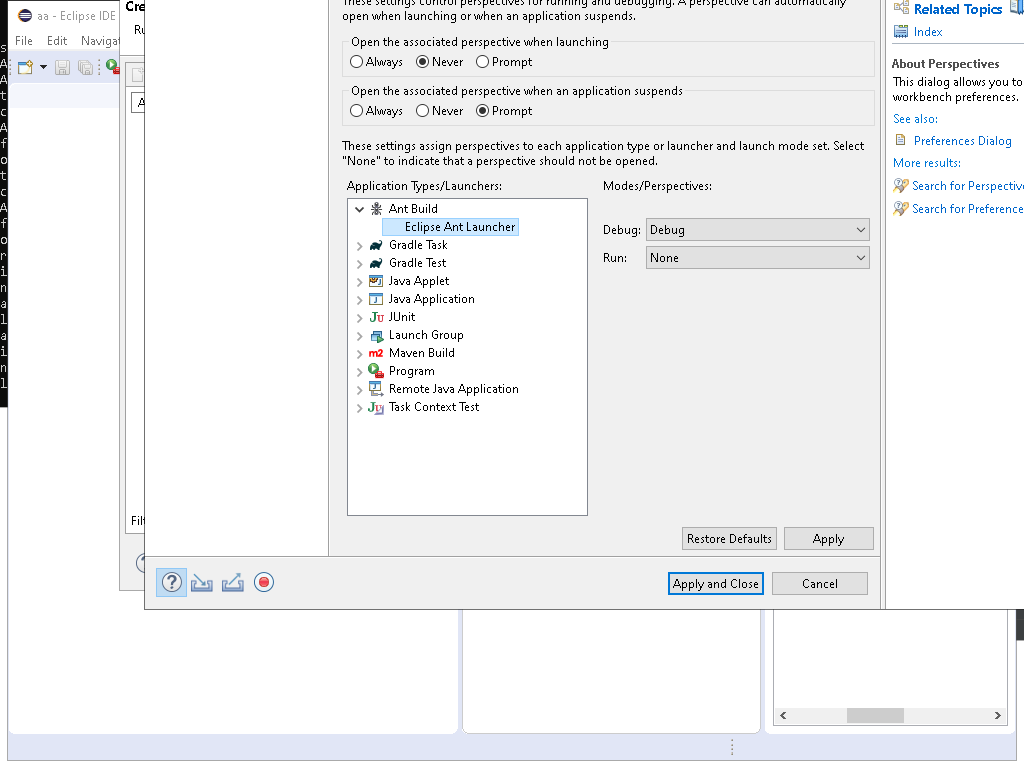 aa - Eclipse IDE
File Edit Navigat
Cre
Ru
A
Filt
These settings control perspectives for running and debugging. A perspective can automatically
open when launching or when an application suspends.
Open the associated perspective when launching
Always Never Prompt
Open the associated perspective when an application suspends
Always Never Prompt
These settings assign perspectives to each application type or launcher and launch mode set. Select
"None" to indicate that a perspective should not be opened.
Application Types/Launchers:
Modes/Perspectives:
Ant Build
Eclipse Ant Launcher
Gradle Task
Gradle Test
Java Applet
Java Application
JUnit
Launch Group
Maven Build
Program
Remote Java Application
Task Context Test
Debug: Debug
Run: None
Restore Defaults Apply
Apply and Close Cancel
Related Topics
Index
About Perspectives
This dialog allows you to
workbench preferences.
See also:
Preferences Dialog
More results:
Search for Perspective
Search for Preference